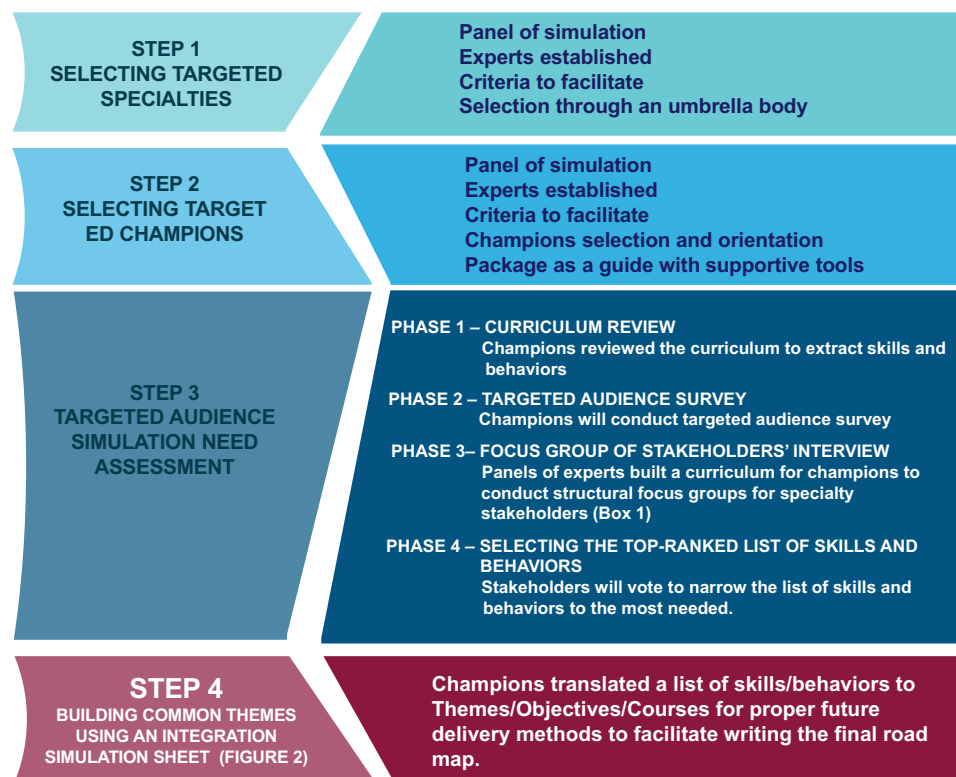 STEP 1
SELECTING TARGETED
SPECIALTIES
Panel of simulation
Experts established
Criteria to facilitate
Selection through an umbrella body
STEP 2
SELECTING TARGET
ED CHAMPIONS
Panel of simulation
Experts established
Criteria to facilitate
Champions selection and orientation
Package as a guide with supportive tools
STEP 3
TARGETED AUDIENCE
SIMULATION NEED
ASSESSMENT
PHASE 1 – CURRICULUM REVIEW
Champions reviewed the curriculum to extract skills and
behaviors
PHASE 2 – TARGETED AUDIENCE SURVEY
Champions will conduct targeted audience survey
PHASE 3– FOCUS GROUP OF STAKEHOLDERS’ INTERVIEW
Panels of experts built a curriculum for champions to
conduct structural focus groups for specialty
stakeholders (Box 1)
PHASE 4 – SELECTING THE TOP-RANKED LIST OF SKILLS AND
BEHAVIORS
Stakeholders will vote to narrow the list of skills and
behaviors to the most needed.
STEP 4
BUILDING COMMON THEMES
USING AN INTEGRATION
SIMULATION SHEET (FIGURE 2)
Champions translated a list of skills/behaviors to
Themes/Objectives/Courses for proper future
delivery methods to facilitate writing the final road
map.